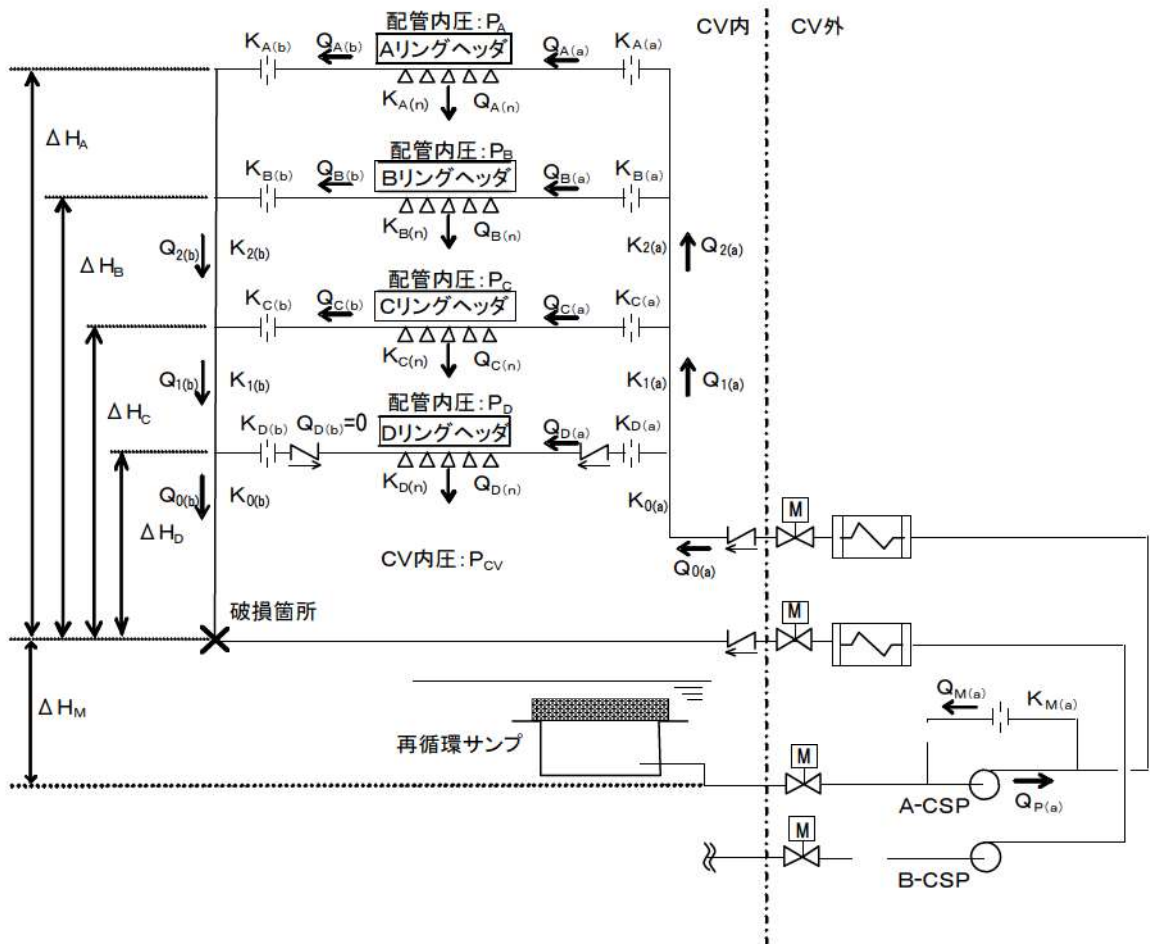 CV内 CV外
配管内圧：PA
KA(b) QA(b) Aリングヘッダ QA(a) KA(a)
KA(n) QA(n)
ΔHA
配管内圧：PB
KB(b) QB(b) Bリングヘッダ QB(a) KB(a)
KB(n) QB(n)
Q2(b) K2(b) K2(a) Q2(a)
ΔHB
配管内圧：PC
KC(b) QC(b) Cリングヘッダ QC(a) KC(a)
KC(n) QC(n)
Q1(b) K1(b) K1(a) Q1(a)
ΔHC
配管内圧：PD
KD(b) QD(b)=0 Dリングヘッダ QD(a) KD(a)
KD(n) QD(n)
Q0(b) K0(b) K0(a)
ΔHD
M
CV内圧：PCV
Q0(a)
破損箇所
M
ΔHM
QM(a) KM(a)
再循環サンプ
M
A-CSP QP(a)
M
B-CSP